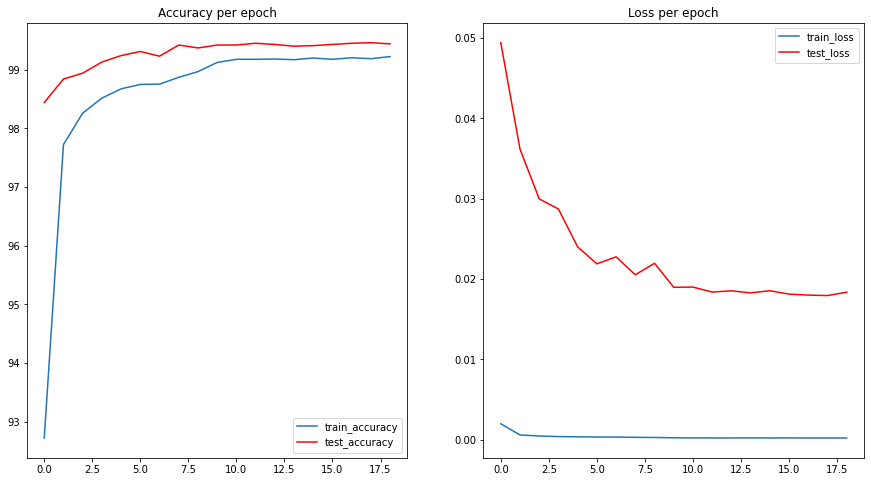 Accuracy per epoch
99
98
97
96
95
94
93
0.0 2.5 5.0 7.5 10.0 12.5 15.0 17.5
train_accuracy
test_accuracy
Loss per epoch
0.05
0.04
0.03
0.02
0.01
0.00
0.0 2.5 5.0 7.5 10.0 12.5 15.0 17.5
train_loss
test_loss